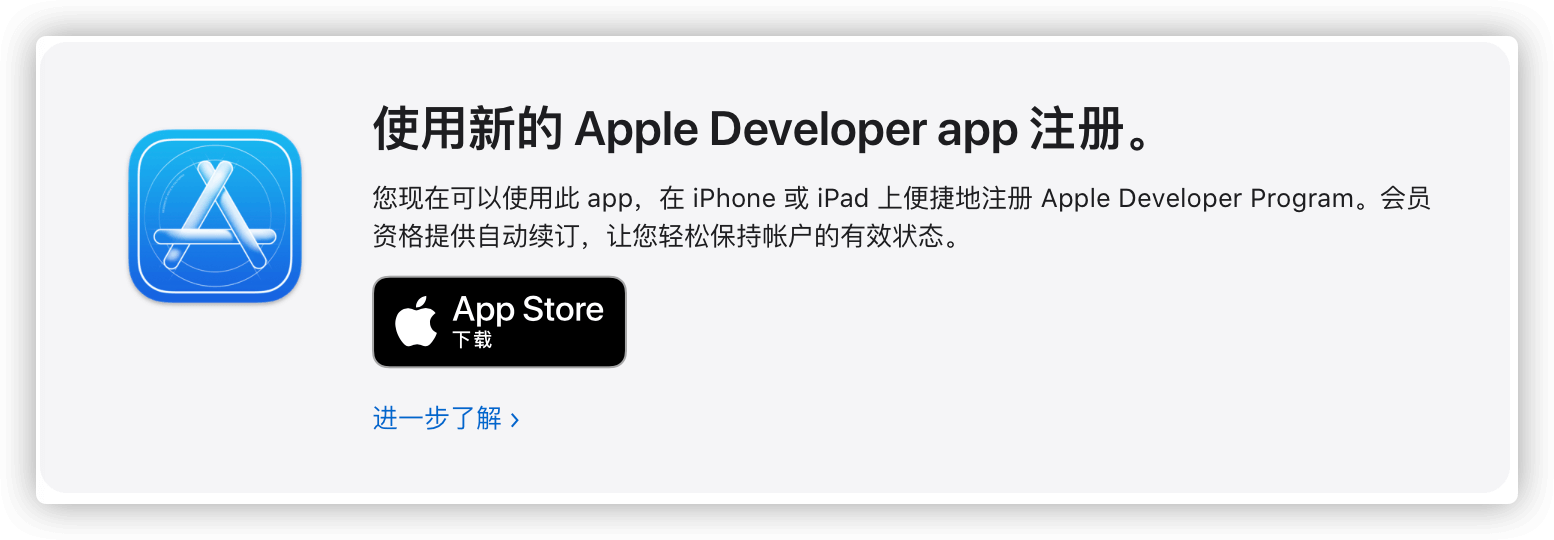 使用新的 Apple Developer app 注册。
您现在可以使用此 app，在 iPhone 或 iPad 上便捷地注册 Apple Developer Program。会员
资格提供自动续订，让您轻松保持帐户的有效状态。
App Store
下载
进一步了解 ›